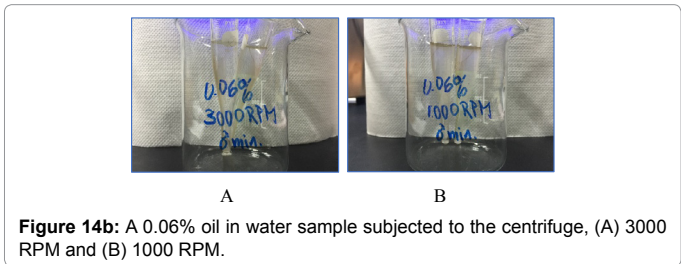 0.06%
3000 RPM
8 min.
0.06%
1000 RPM
8 min.
A
B
Figure 14b: A 0.06% oil in water sample subjected to the centrifuge, (A) 3000
RPM and (B) 1000 RPM.